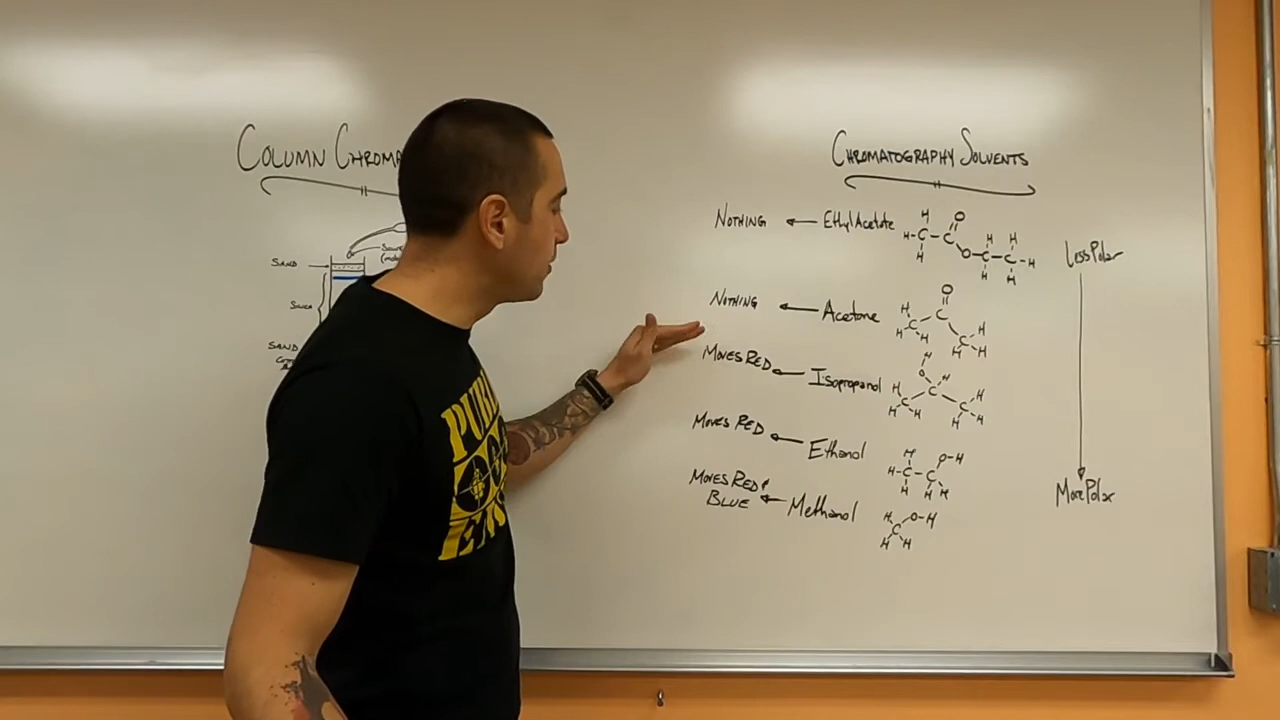 COLUMN CHROMA
SAND
SILICA
SAND
CHROMATOGRAPHY SOLVENTS
NOTHING
Ethyl Acetate
H O
H-C-C
H O-C-C-H
H H
H H
Less Polar
NOTHING
Acetone
O
H C
C H
H H C-H
H H
MOVES RED
Isopropanol
H
O H
H C H
C C-H
H H H
MOVES RED
Ethanol
H O-H
H-C-C
H H H
MOVES RED &
BLUE
Methanol
H O-H
C
H H
More Polar
PUBLI